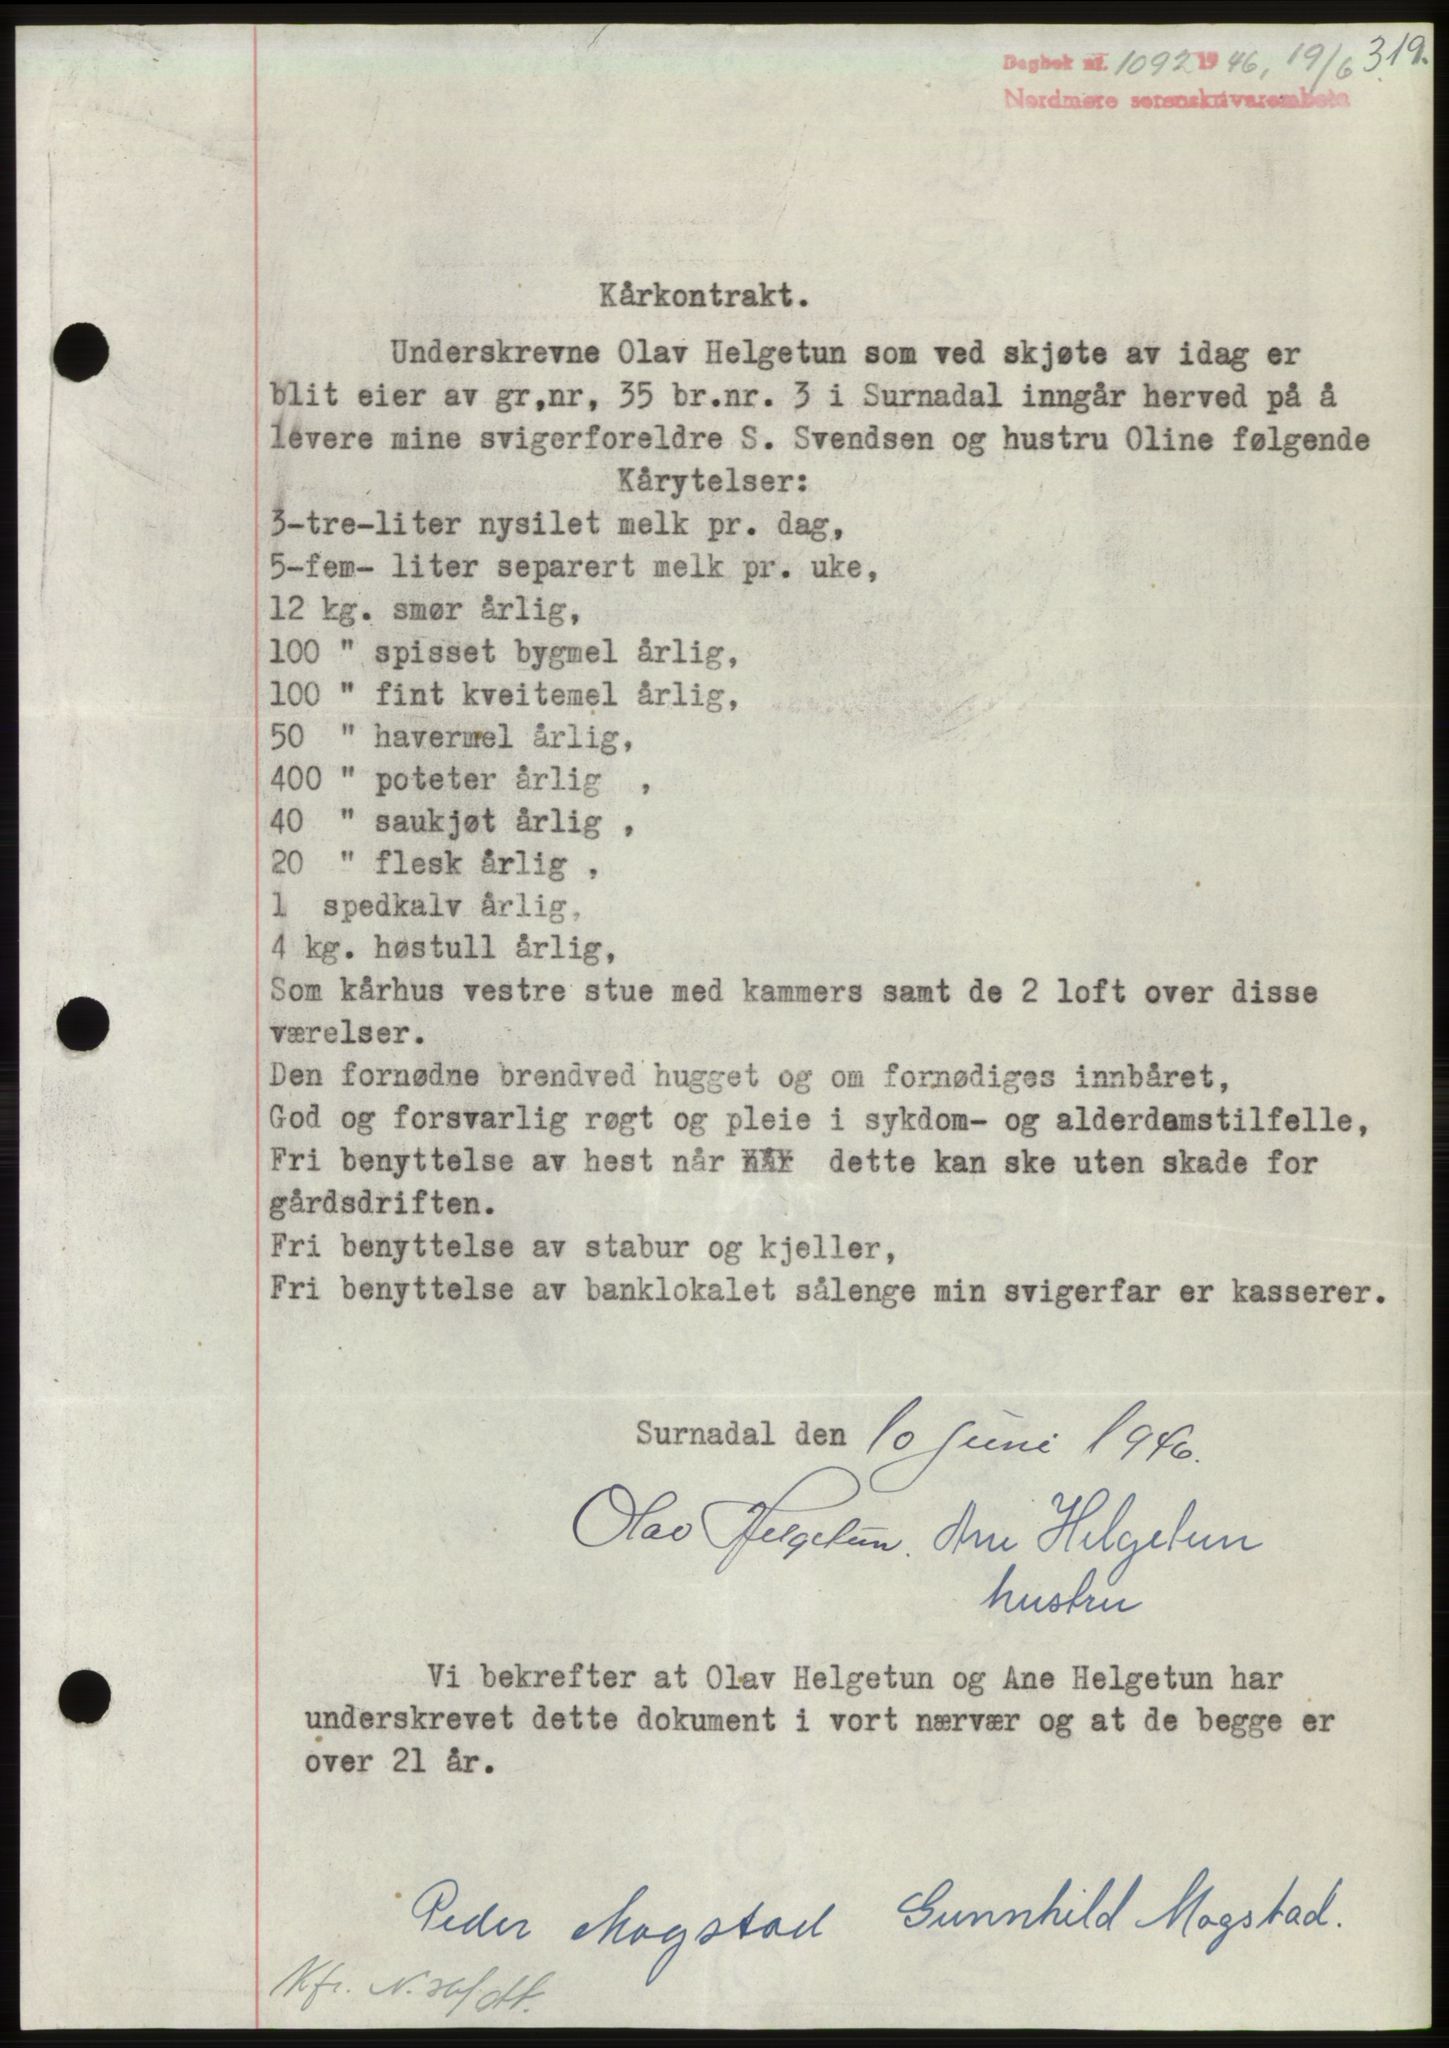 319.
Dagbok nr. 1092 1946, 19/6
Nordmøre sorenskrivarembete
Kårkontrakt.
Underskrevne Olav Helgetun som ved skjøte av idag er
blit eier av gr,nr, 35 br.nr. 3 i Surnadal inngår herved på å
levere mine svigerforeldre S. Svendsen og hustru Oline følgende
Kårytelser:
3-tre-liter nysilet melk pr. dag,
5-fem- liter separert melk pr. uke,
12 kg. smør årlig,
100 " spisset bygmel årlig,
100 " fint kveitemel årlig,
50 " havermel årlig,
400 " poteter årlig ,
40 " saukjøt årlig ,
20 " flesk årlig ,
1 spedkalv årlig,
4 kg. høstull årlig,
Som kårhus vestre stue med kammers samt de 2 loft over disse
værelser.
Den fornødne brendved hugget og om fornødiges innbåret,
God og forsvarlig røgt og pleie i sykdom- og alderdomstilfelle,
Fri benyttelse av hest når dette kan ske uten skade for
gårdsdriften.
Fri benyttelse av stabur og kjeller,
Fri benyttelse av banklokalet sålenge min svigerfar er kasserer.
Surnadal den 10 juni 1946.
Olav Helgetun. Ane Helgetun
hustru
Vi bekrefter at Olav Helgetun og Ane Helgetun har
underskrevet dette dokument i vort nærvær og at de begge er
over 21 år.
Peder Mogstad Gunnhild Mogstad.
Kfr. N.